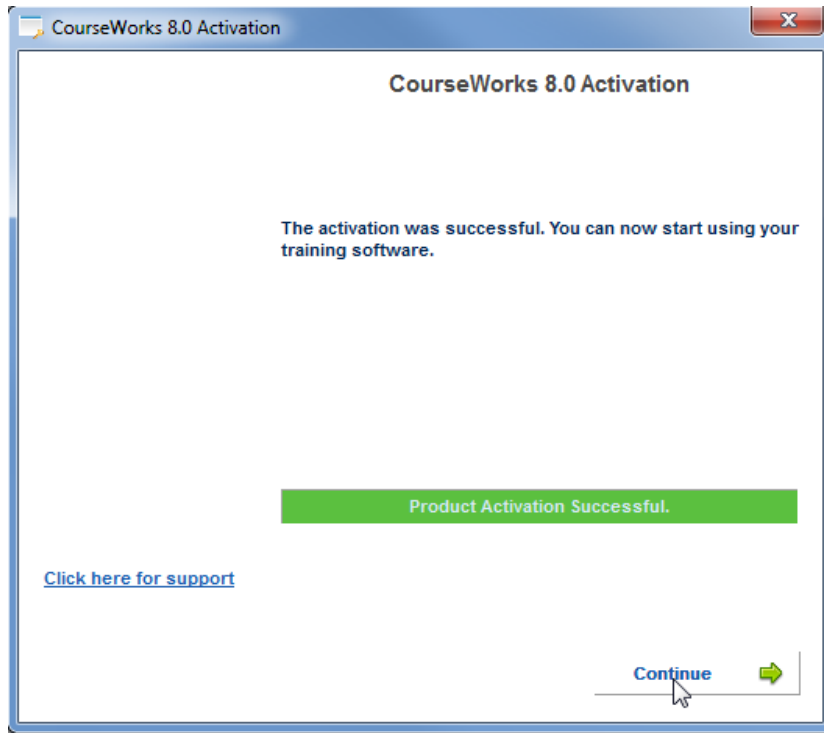 CourseWorks 8.0 Activation
x
CourseWorks 8.0 Activation
The activation was successful. You can now start using your
training software.
Product Activation Successful.
Click here for support
Continue